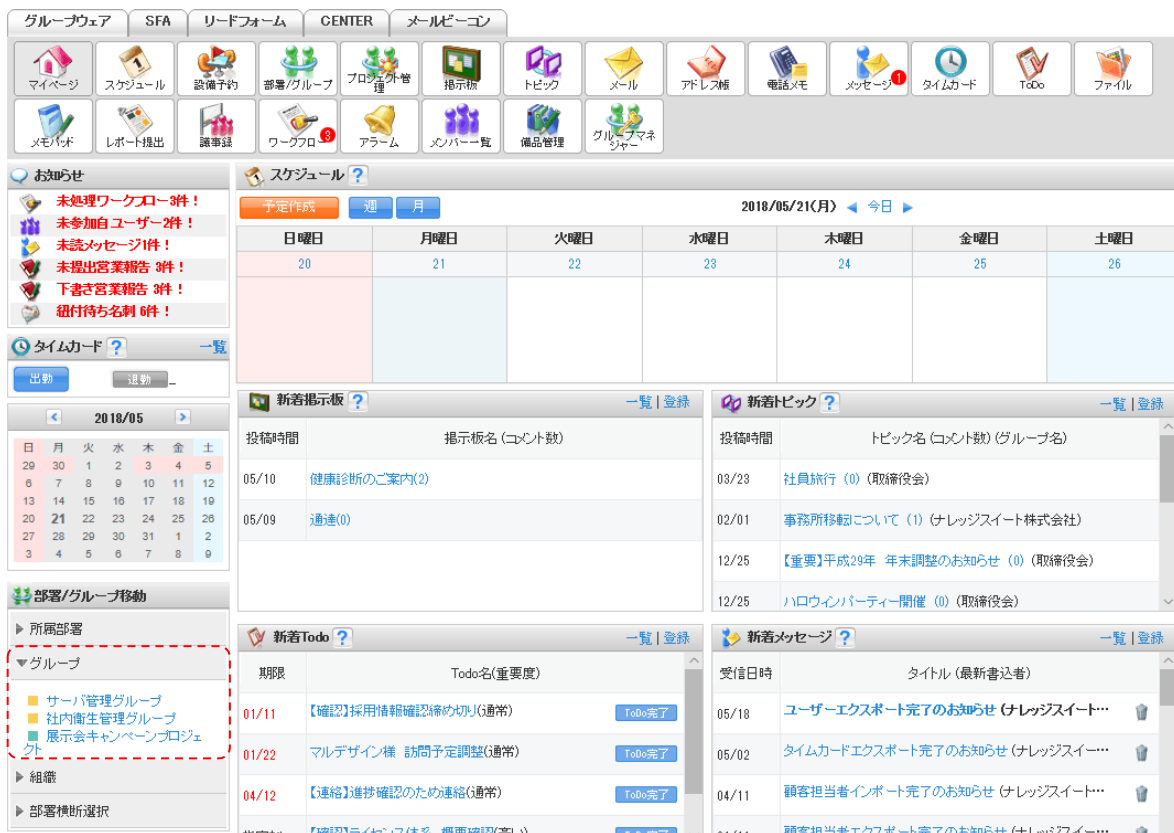 グループウェア SFA リードフォーム CENTER メールビーコン
マイページ スケジュール 設備予約 部署/グループ プロジェクト管理 掲示板 トピック メール アドレス帳 電話メモ メッセージ 1 タイムカード ToDo ファイル
メモパッド レポート提出 議事録 ワークフロー 3 アラーム メンバー一覧 備品管理 グループマネジャー
お知らせ
未処理ワークフロー3件！
未参加自ユーザー2件！
未読メッセージ1件！
未提出営業報告 3件！
下書き営業報告 3件！
紐付待ち名刺 6件！
タイムカード ? 一覧
出勤 退勤
< 2018/05 >
日 月 火 水 木 金 土
29 30 1 2 3 4 5
6 7 8 9 10 11 12
13 14 15 16 17 18 19
20 21 22 23 24 25 26
27 28 29 30 31 1 2
3 4 5 6 7 8 9
部署/グループ移動
▶ 所属部署
▼グループ
サーバ管理グループ
社内衛生管理グループ
展示会キャンペーンプロジェ
クト
▶ 組織
▶ 部署横断選択
スケジュール ?
予定作成 週 月 2018/05/21(月) ◀ 今日 ▶
日曜日 月曜日 火曜日 水曜日 木曜日 金曜日 土曜日
20 21 22 23 24 25 26
新着掲示板 ? 一覧 | 登録
投稿時間 掲示板名 (コメント数)
05/10 健康診断のご案内(2)
05/09 通達(0)
新着トピック ? 一覧 | 登録
投稿時間 トピック名 (コメント数) (グループ名)
03/23 社員旅行 (0) (取締役会)
02/01 事務所移転について (1) (ナレッジスイート株式会社)
12/25 【重要】平成29年 年末調整のお知らせ (0) (取締役会)
12/25 ハロウィンパーティー開催 (0) (取締役会)
新着Todo ? 一覧 | 登録
期限 Todo名(重要度)
01/11 【確認】採用情報確認締め切り(通常) ToDo完了
01/22 マルデザイン様 訪問予定調整(通常) ToDo完了
04/12 【連絡】進捗確認のため連絡(通常) ToDo完了
新着メッセージ ? 一覧 | 登録
受信日時 タイトル (最新書込者)
05/18 ユーザーエクスポート完了のお知らせ (ナレッジスイート…
05/02 タイムカードエクスポート完了のお知らせ (ナレッジスイー…
04/11 顧客担当者インポート完了のお知らせ (ナレッジスイート…